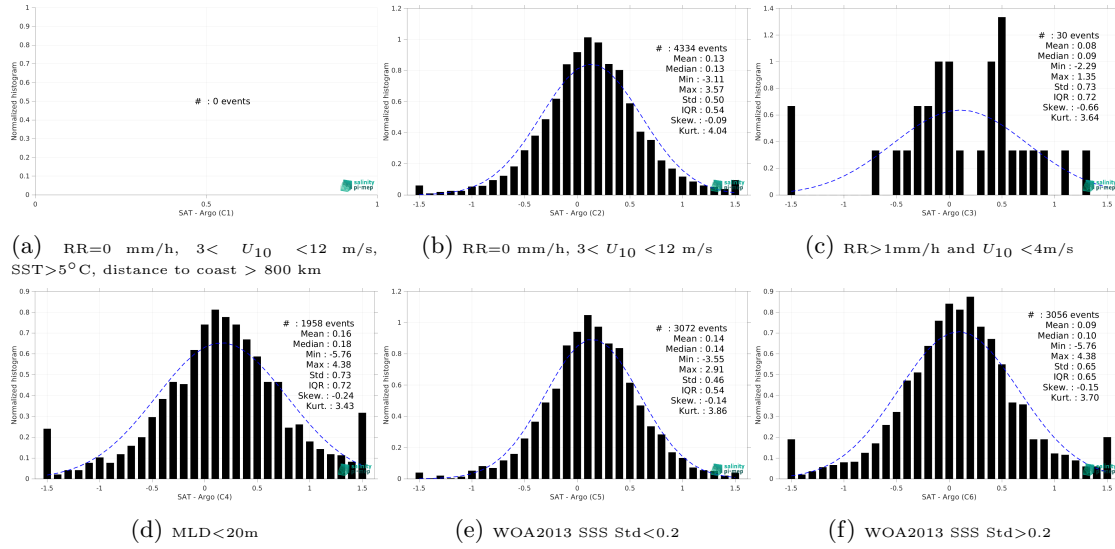 Normalized histogram
1
0.9
0.8
0.7
0.6
0.5
0.4
0.3
0.2
0.1
0
# : 0 events
salinity
pi-mep
0 0.5 1
SAT - Argo (C1)
(a) RR=0 mm/h, 3< U10 <12 m/s,
SST>5°C, distance to coast > 800 km
Normalized histogram
1.2
1
0.8
0.6
0.4
0.2
0
# : 4334 events
Mean : 0.13
Median : 0.13
Min : -3.11
Max : 3.57
Std : 0.50
IQR : 0.54
Skew. : -0.09
Kurt. : 4.04
salinity
pi-mep
-1.5 -1 -0.5 0 0.5 1 1.5
SAT - Argo (C2)
(b) RR=0 mm/h, 3< U10 <12 m/s
Normalized histogram
1.4
1.2
1
0.8
0.6
0.4
0.2
0
# : 30 events
Mean : 0.08
Median : 0.09
Min : -2.29
Max : 1.35
Std : 0.73
IQR : 0.72
Skew. : -0.66
Kurt. : 3.64
salinity
pi-mep
-1.5 -1 -0.5 0 0.5 1 1.5
SAT - Argo (C3)
(c) RR>1mm/h and U10 <4m/s
Normalized histogram
0.9
0.8
0.7
0.6
0.5
0.4
0.3
0.2
0.1
0
# : 1958 events
Mean : 0.16
Median : 0.18
Min : -5.76
Max : 4.38
Std : 0.73
IQR : 0.72
Skew. : -0.24
Kurt. : 3.43
salinity
pi-mep
-1.5 -1 -0.5 0 0.5 1 1.5
SAT - Argo (C4)
(d) MLD<20m
Normalized histogram
1.2
1
0.8
0.6
0.4
0.2
0
# : 3072 events
Mean : 0.14
Median : 0.14
Min : -3.55
Max : 2.91
Std : 0.46
IQR : 0.54
Skew. : -0.14
Kurt. : 3.86
salinity
pi-mep
-1.5 -1 -0.5 0 0.5 1 1.5
SAT - Argo (C5)
(e) WOA2013 SSS Std<0.2
Normalized histogram
0.9
0.8
0.7
0.6
0.5
0.4
0.3
0.2
0.1
0
# : 3056 events
Mean : 0.09
Median : 0.10
Min : -5.76
Max : 4.38
Std : 0.65
IQR : 0.65
Skew. : -0.15
Kurt. : 3.70
salinity
pi-mep
-1.5 -1 -0.5 0 0.5 1 1.5
SAT - Argo (C6)
(f) WOA2013 SSS Std>0.2